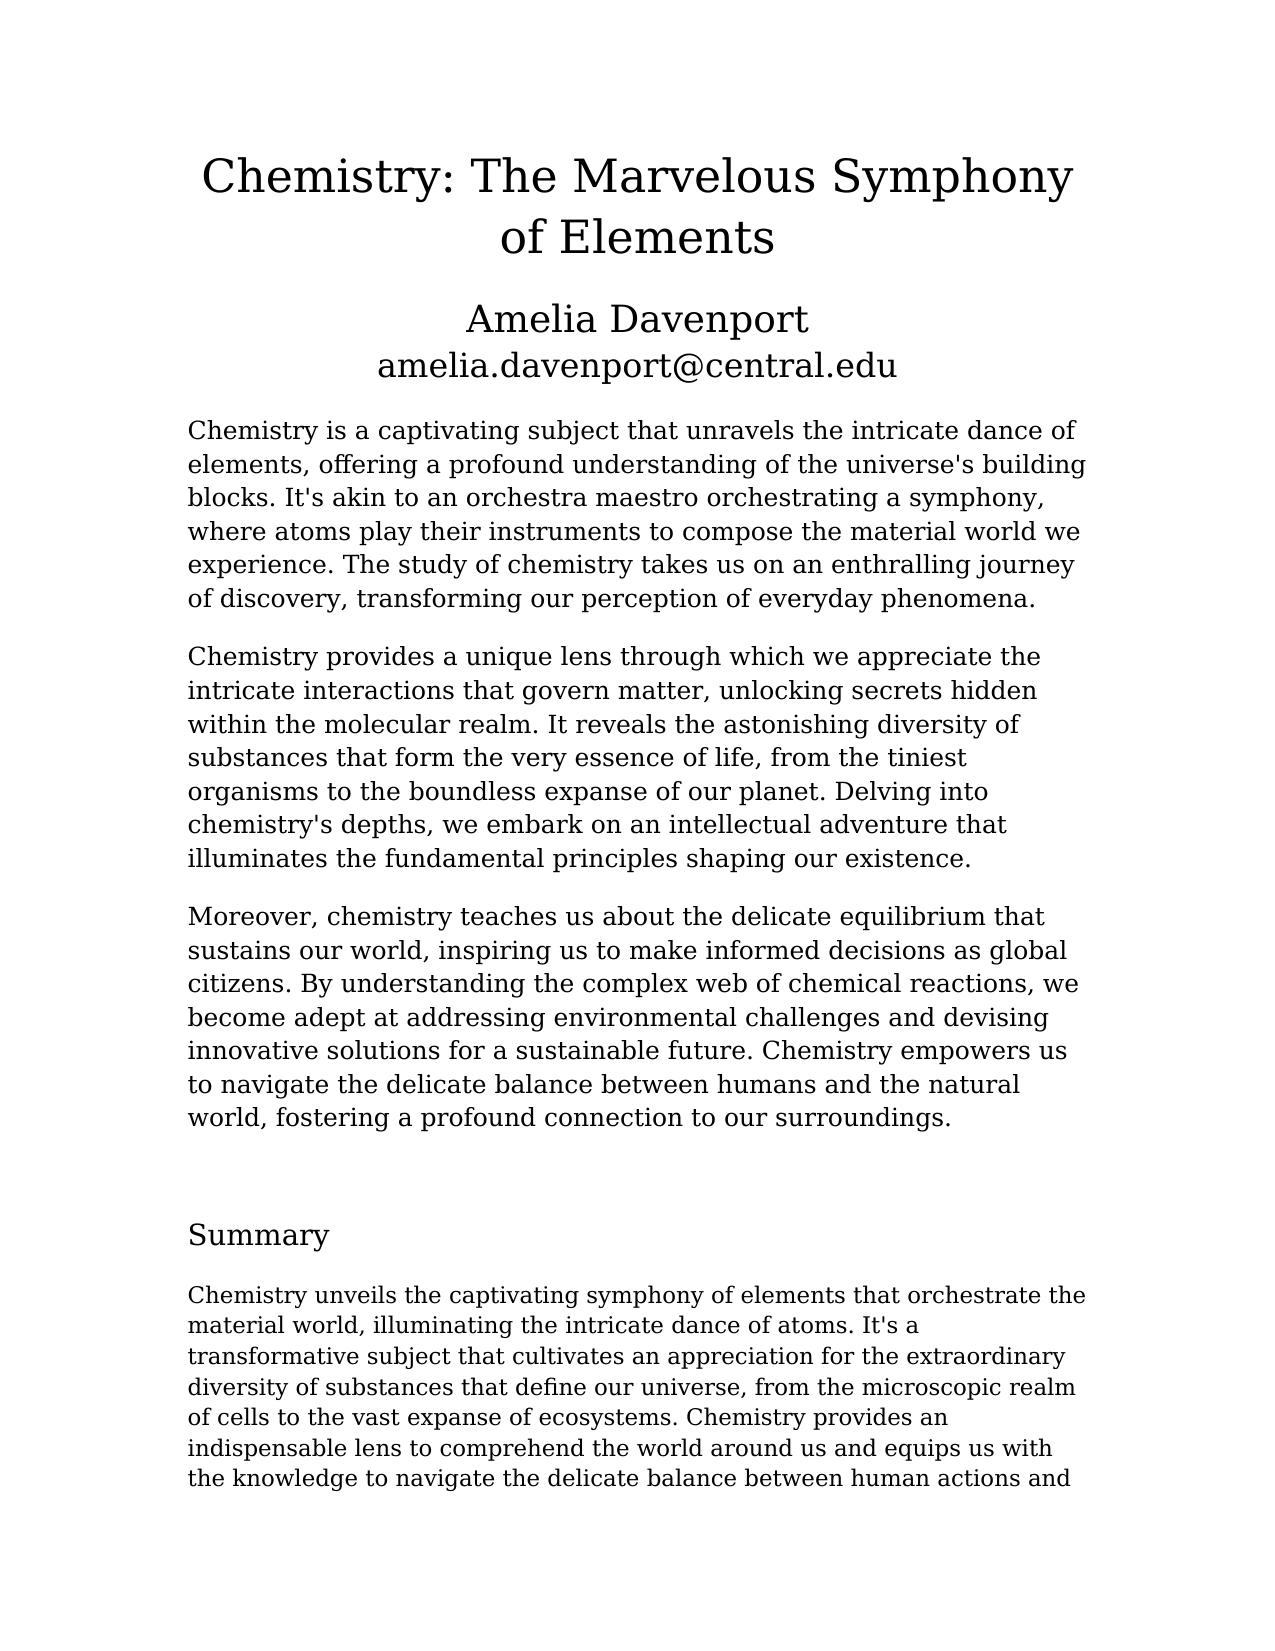 Chemistry: The Marvelous Symphony
of Elements
Amelia Davenport
amelia.davenport@central.edu
Chemistry is a captivating subject that unravels the intricate dance of
elements, offering a profound understanding of the universe's building
blocks. It's akin to an orchestra maestro orchestrating a symphony,
where atoms play their instruments to compose the material world we
experience. The study of chemistry takes us on an enthralling journey
of discovery, transforming our perception of everyday phenomena.
Chemistry provides a unique lens through which we appreciate the
intricate interactions that govern matter, unlocking secrets hidden
within the molecular realm. It reveals the astonishing diversity of
substances that form the very essence of life, from the tiniest
organisms to the boundless expanse of our planet. Delving into
chemistry's depths, we embark on an intellectual adventure that
illuminates the fundamental principles shaping our existence.
Moreover, chemistry teaches us about the delicate equilibrium that
sustains our world, inspiring us to make informed decisions as global
citizens. By understanding the complex web of chemical reactions, we
become adept at addressing environmental challenges and devising
innovative solutions for a sustainable future. Chemistry empowers us
to navigate the delicate balance between humans and the natural
world, fostering a profound connection to our surroundings.
Summary
Chemistry unveils the captivating symphony of elements that orchestrate the
material world, illuminating the intricate dance of atoms. It's a
transformative subject that cultivates an appreciation for the extraordinary
diversity of substances that define our universe, from the microscopic realm
of cells to the vast expanse of ecosystems. Chemistry provides an
indispensable lens to comprehend the world around us and equips us with
the knowledge to navigate the delicate balance between human actions and